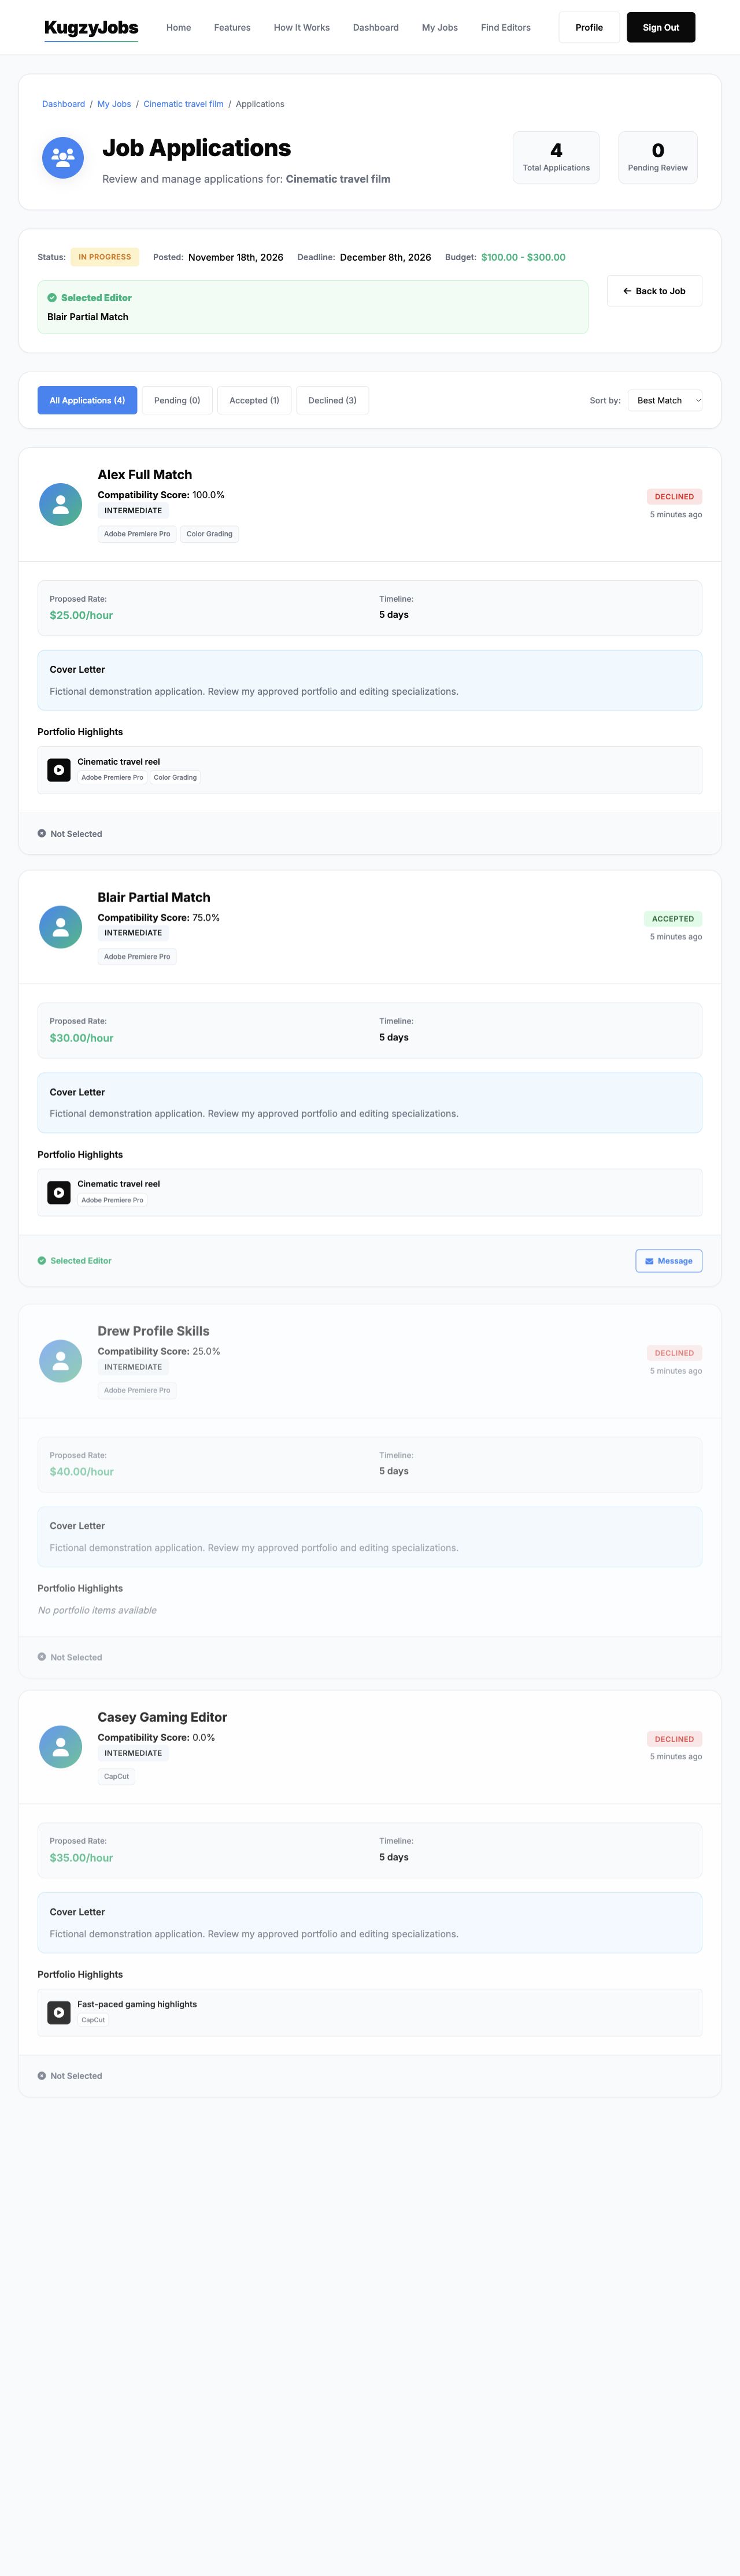 KugzyJobs
Home Features How It Works Dashboard My Jobs Find Editors Profile Sign Out
Dashboard / My Jobs / Cinematic travel film / Applications
Job Applications
Review and manage applications for: Cinematic travel film
4
Total Applications
0
Pending Review
Status: IN PROGRESS Posted: November 18th, 2026 Deadline: December 8th, 2026 Budget: $100.00 - $300.00
Selected Editor
Blair Partial Match
Back to Job
All Applications (4) Pending (0) Accepted (1) Declined (3) Sort by: Best Match
Alex Full Match
Compatibility Score: 100.0%
INTERMEDIATE
Adobe Premiere Pro Color Grading
DECLINED
5 minutes ago
Proposed Rate:
$25.00/hour
Timeline:
5 days
Cover Letter
Fictional demonstration application. Review my approved portfolio and editing specializations.
Portfolio Highlights
Cinematic travel reel
Adobe Premiere Pro Color Grading
Not Selected
Blair Partial Match
Compatibility Score: 75.0%
INTERMEDIATE
Adobe Premiere Pro
ACCEPTED
5 minutes ago
Proposed Rate:
$30.00/hour
Timeline:
5 days
Cover Letter
Fictional demonstration application. Review my approved portfolio and editing specializations.
Portfolio Highlights
Cinematic travel reel
Adobe Premiere Pro
Selected Editor
Message
Drew Profile Skills
Compatibility Score: 25.0%
INTERMEDIATE
Adobe Premiere Pro
DECLINED
5 minutes ago
Proposed Rate:
$40.00/hour
Timeline:
5 days
Cover Letter
Fictional demonstration application. Review my approved portfolio and editing specializations.
Portfolio Highlights
No portfolio items available
Not Selected
Casey Gaming Editor
Compatibility Score: 0.0%
INTERMEDIATE
CapCut
DECLINED
5 minutes ago
Proposed Rate:
$35.00/hour
Timeline:
5 days
Cover Letter
Fictional demonstration application. Review my approved portfolio and editing specializations.
Portfolio Highlights
Fast-paced gaming highlights
CapCut
Not Selected